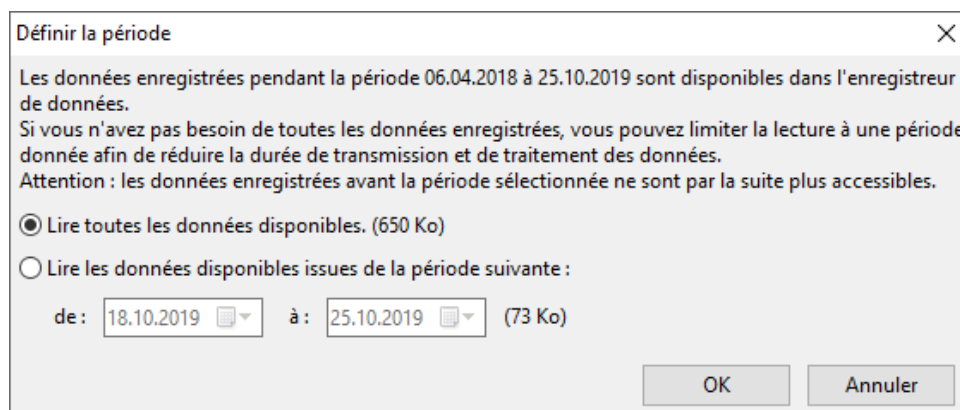 Définir la période
Les données enregistrées pendant la période 06.04.2018 à 25.10.2019 sont disponibles dans l'enregistreur
de données.
Si vous n'avez pas besoin de toutes les données enregistrées, vous pouvez limiter la lecture à une période
donnée afin de réduire la durée de transmission et de traitement des données.
Attention : les données enregistrées avant la période sélectionnée ne sont par la suite plus accessibles.
Lire toutes les données disponibles. (650 Ko)
Lire les données disponibles issues de la période suivante :
de : 18.10.2019 à : 25.10.2019 (73 Ko)
OK Annuler